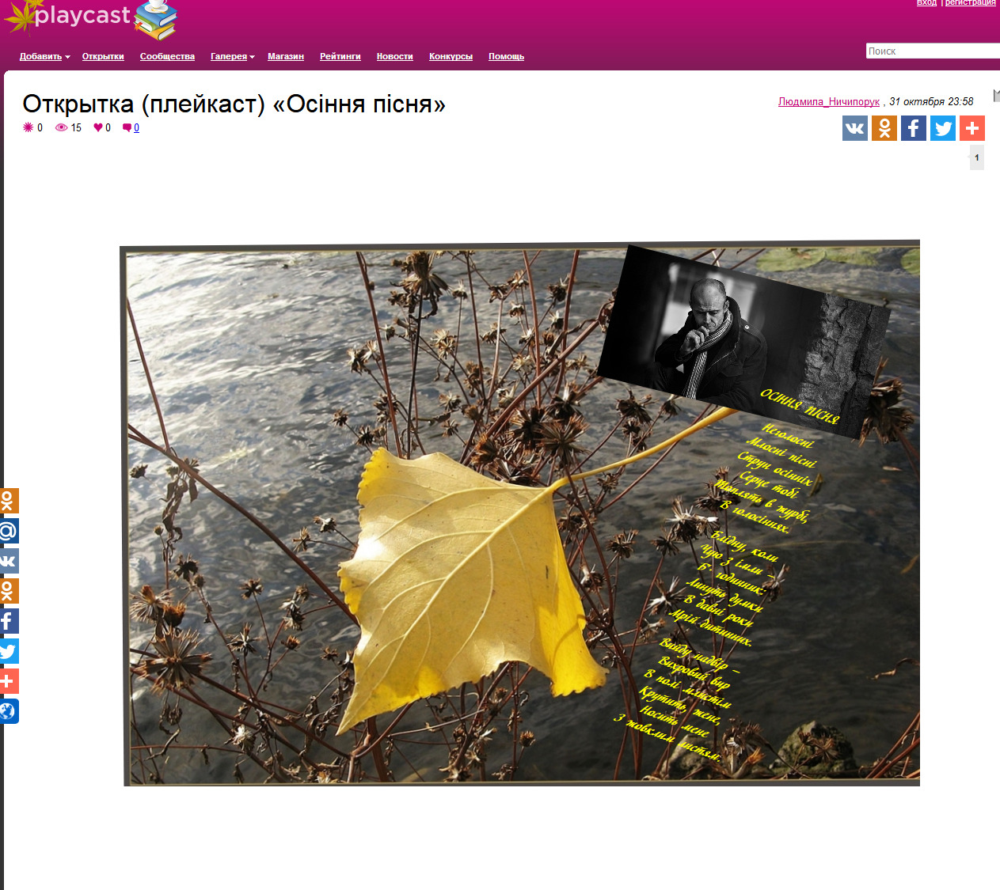 playcast
Вход | регистрация
Добавить Открытки Сообщества Галерея Магазин Рейтинги Новости Конкурсы Помощь
Поиск
Открытка (плейкаст) «Осіння пісня»
Людмила_Ничипорук , 31 октября 23:58
0 15 0 0
1
ОСІННЯ ПІСНЯ
Неголосні
Млосні пісні
Струн осінніх
Серце тобі
Топлять в журбі,
В голосіннях.
Блідну, коли
Чую з імли –
Б'є годинник:
Линуть думки
В давні роки
Мрій дитинних.
Вийду надвір –
Вихровий вир
В полі млистім
Крутить, жене,
Носить мене
З жовклим листям.